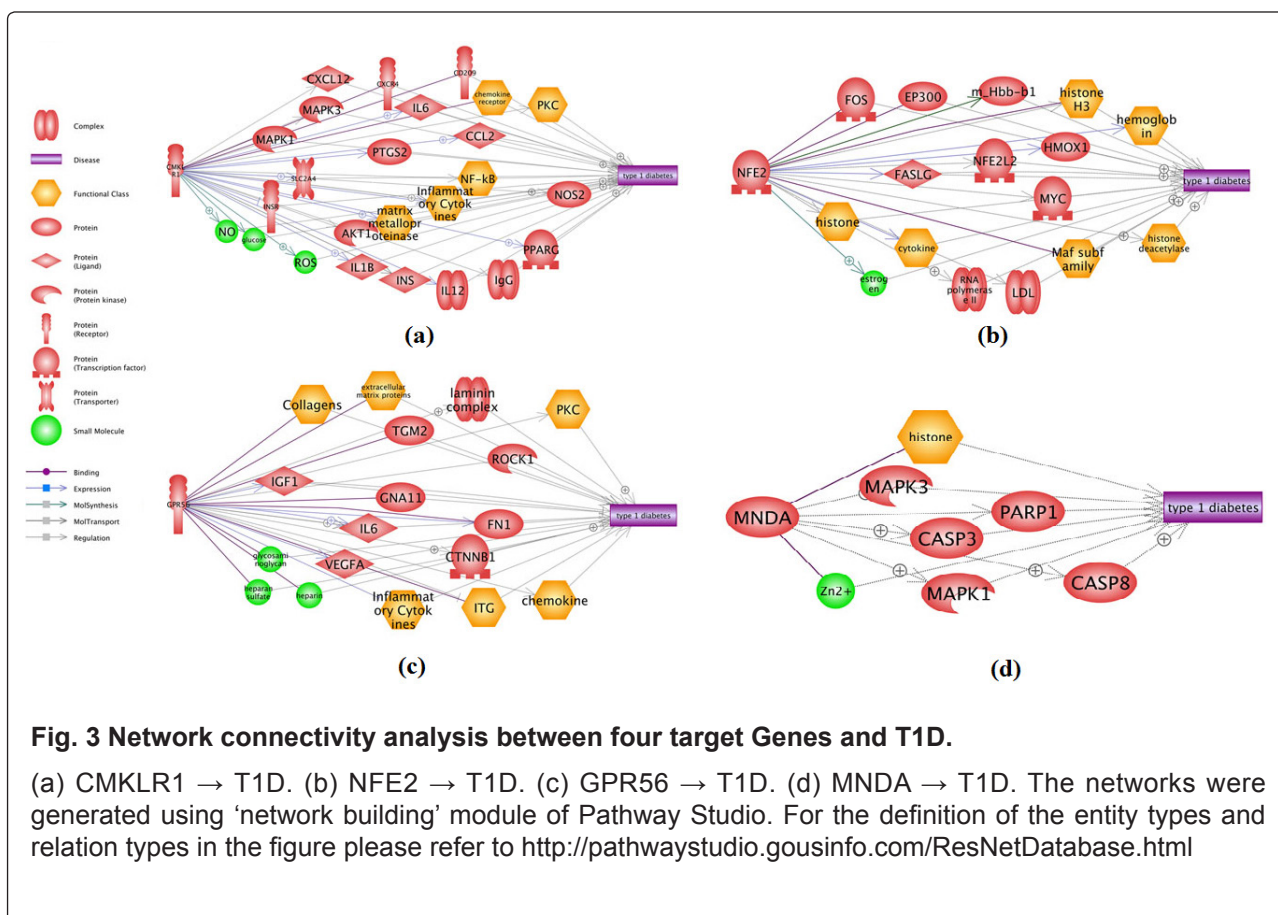 Complex
Disease
Functional Class
Protein
Protein
(Ligand)
Protein
(Protein kinase)
Protein
(Receptor)
Protein
(Transcription factor)
Protein
(Transporter)
Small Molecule
Binding
Expression
MolSynthesis
MolTransport
Regulation
CMKL
R1
CXCL12
CXCR4
CD209
MAPK3
IL6
chemokine
receptor
PKC
MAPK1
PTGS2
CCL2
SLC2A4
NF-kB
Inflammat
ory Cytok
ines
NOS2
INSR
matrix
metallopr
oteinase
NO
glucose
ROS
AKT1
IL1B
INS
IL12
IgG
PPARG
type 1 diabetes
(a)
NFE2
FOS
EP300
m_Hbb-b1
histone
H3
hemoglob
in
HMOX1
NFE2L2
FASLG
MYC
histone
cytokine
estrog
en
RNA
polymeras
e II
LDL
Maf subf
amily
histone
deacetylase
type 1 diabetes
(b)
GPR56
Collagens
extracellular
matrix proteins
laminin
complex
PKC
TGM2
ROCK1
IGF1
GNA11
IL6
FN1
CTNNB1
VEGFA
glycosami
noglycan
heparan
sulfate
heparin
Inflammat
ory Cytok
ines
ITG
chemokine
type 1 diabetes
(c)
MNDA
histone
MAPK3
PARP1
CASP3
Zn2+
MAPK1
CASP8
type 1 diabetes
(d)
Fig. 3 Network connectivity analysis between four target Genes and T1D.
(a) CMKLR1 → T1D. (b) NFE2 → T1D. (c) GPR56 → T1D. (d) MNDA → T1D. The networks were
generated using ‘network building’ module of Pathway Studio. For the definition of the entity types and
relation types in the figure please refer to http://pathwaystudio.gousinfo.com/ResNetDatabase.html